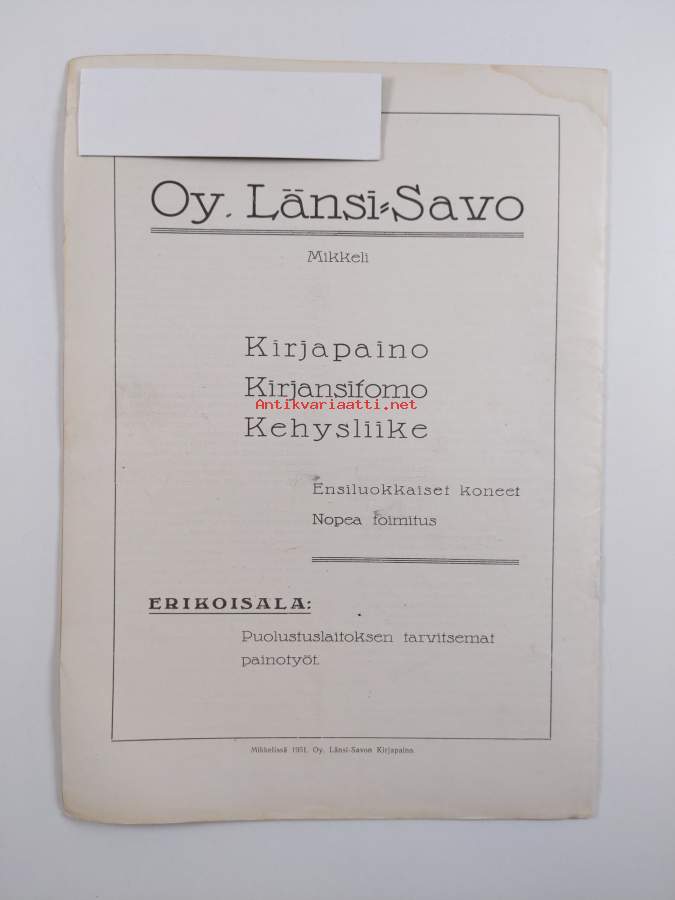 Oy. Länsi-Savo
Mikkeli
Kirjapaino
Kirjansitomo
Antikvariaatti.net
Kehysliike
Ensiluokkaiset koneet
Nopea toimitus
ERIKOISALA:
Puolustuslaitoksen tarvitsemat
painotyöt.
Mikkelissä 1931. Oy. Länsi-Savon Kirjapaino.